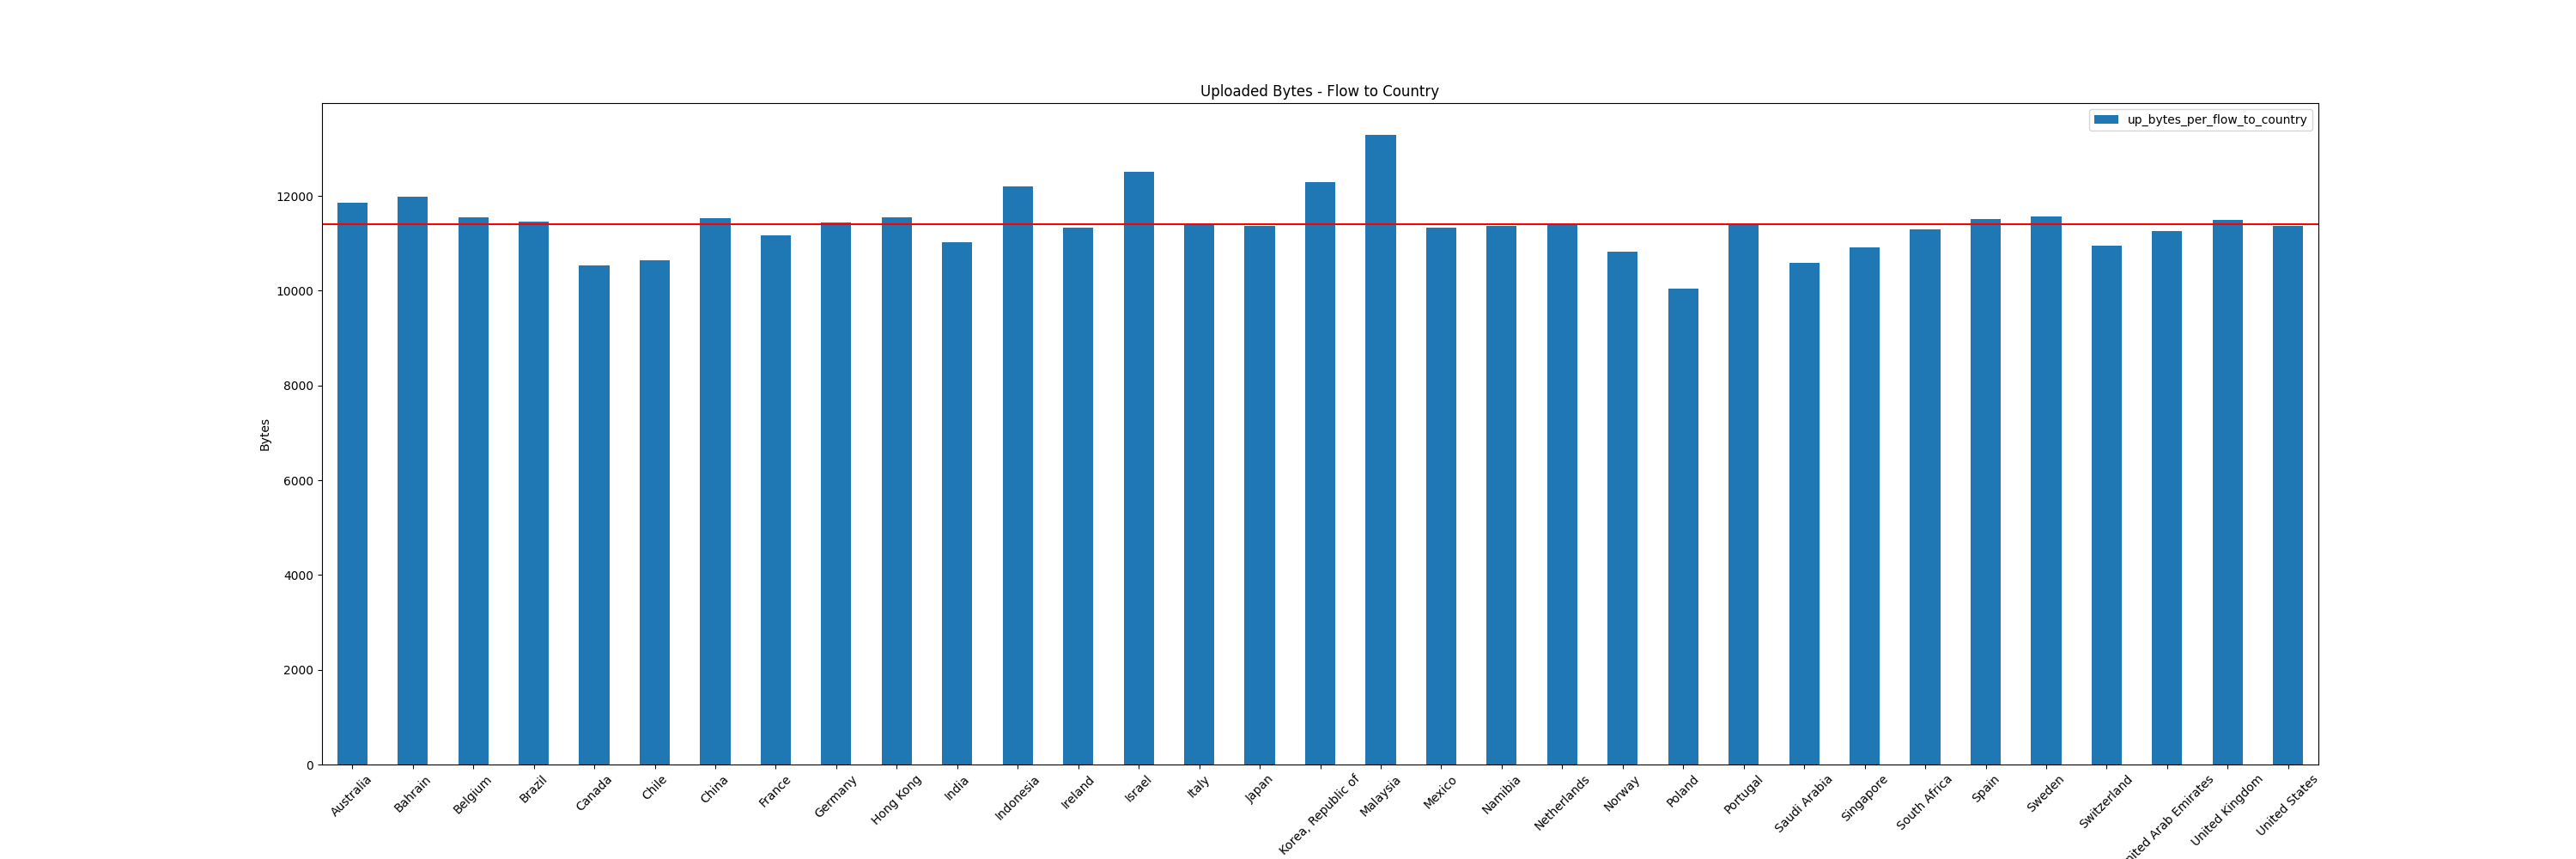 Uploaded Bytes - Flow to Country
up_bytes_per_flow_to_country
12000
10000
8000
6000
4000
2000
0
Bytes
Australia
Bahrain
Belgium
Brazil
Canada
Chile
China
France
Germany
Hong Kong
India
Indonesia
Ireland
Israel
Italy
Japan
Korea, Republic of
Malaysia
Mexico
Namibia
Netherlands
Norway
Poland
Portugal
Saudi Arabia
Singapore
South Africa
Spain
Sweden
Switzerland
Arab Emirates
United Kingdom
United States